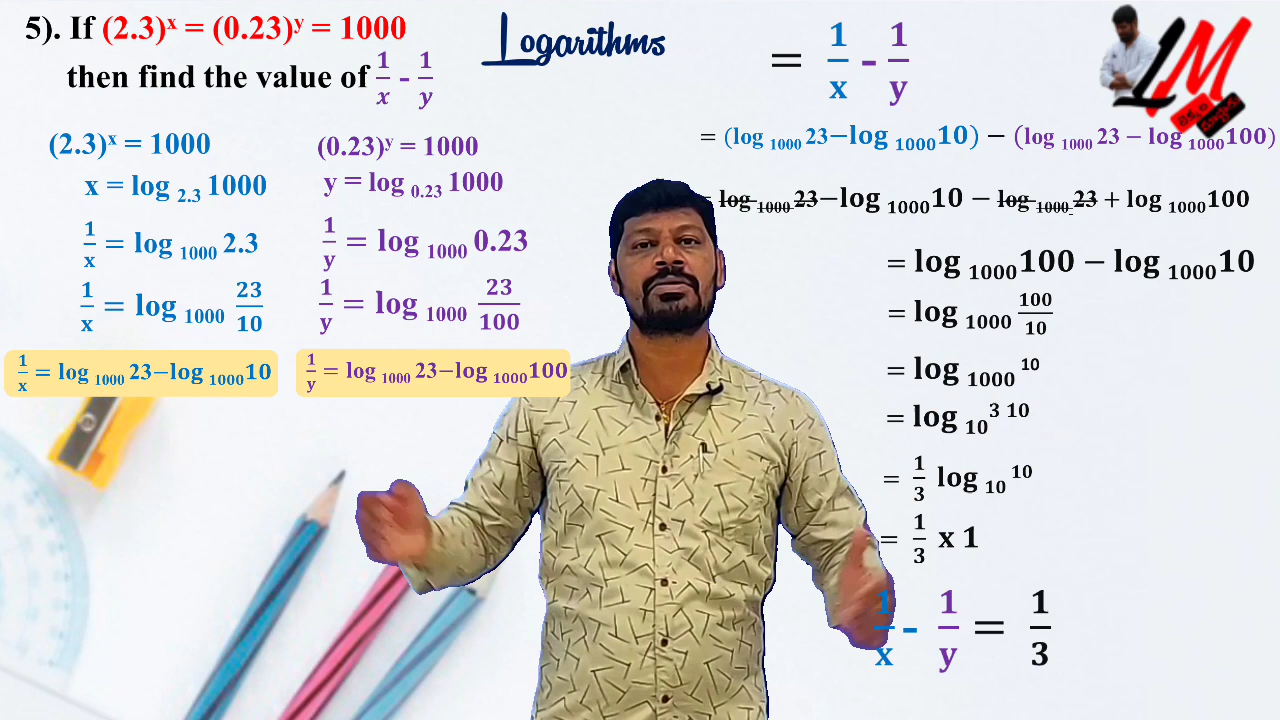 5). If (2.3)ˣ = (0.23)ʸ = 1000
then find the value of 1/x - 1/y
Logarithms
(2.3)ˣ = 1000
x = log 2.3 1000
1/x = log 1000 2.3
1/x = log 1000 23/10
1/x = log 1000 23−log 1000 10
(0.23)ʸ = 1000
y = log 0.23 1000
1/y = log 1000 0.23
1/y = log 1000 23/100
1/y = log 1000 23−log 1000 100
= 1/x - 1/y
LM
= (log 1000 23−log 1000 10) − (log 1000 23 − log 1000 100)
= log 1000 23−log 1000 10 − log 1000 23 + log 1000 100
= log 1000 100 − log 1000 10
= log 1000 100/10
= log 1000 10
= log 10³ 10
= 1/3 log 10 10
= 1/3 x 1
1/x - 1/y = 1/3